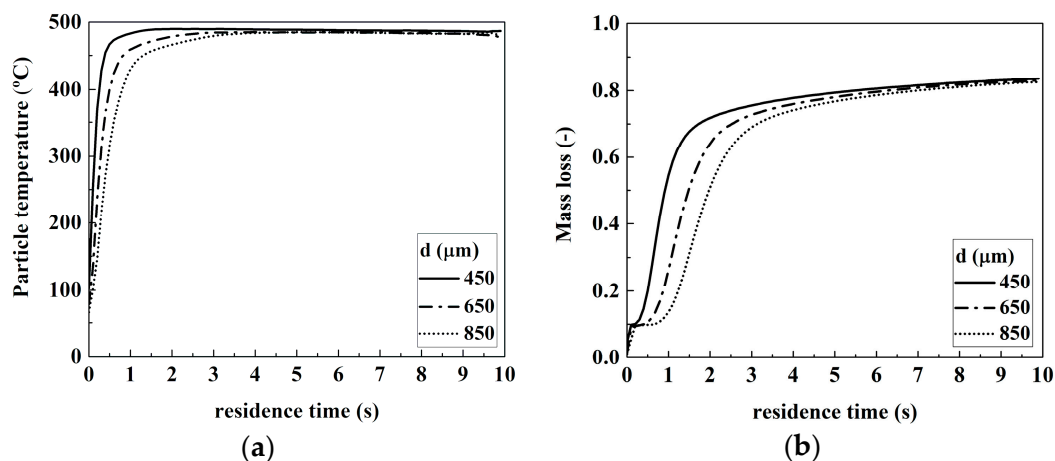 500
400
300
200
100
0
Particle temperature (ºC)
d (μm)
450
650
850
0 1 2 3 4 5 6 7 8 9 10
residence time (s)
(a)
1.0
0.8
0.6
0.4
0.2
0.0
Mass loss (-)
d (μm)
450
650
850
0 1 2 3 4 5 6 7 8 9 10
residence time (s)
(b)